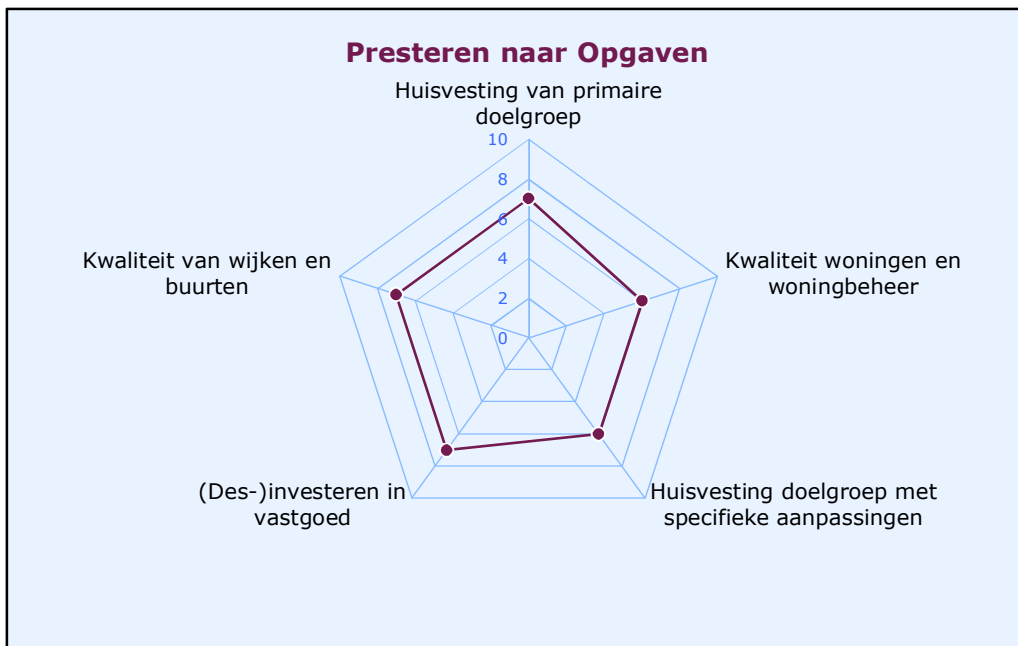 Presteren naar Opgaven
Huisvesting van primaire
doelgroep
10
8
6
4
2
0
Kwaliteit van wijken en
buurten
Kwaliteit woningen en
woningbeheer
(Des-)investeren in
vastgoed
Huisvesting doelgroep met
specifieke aanpassingen